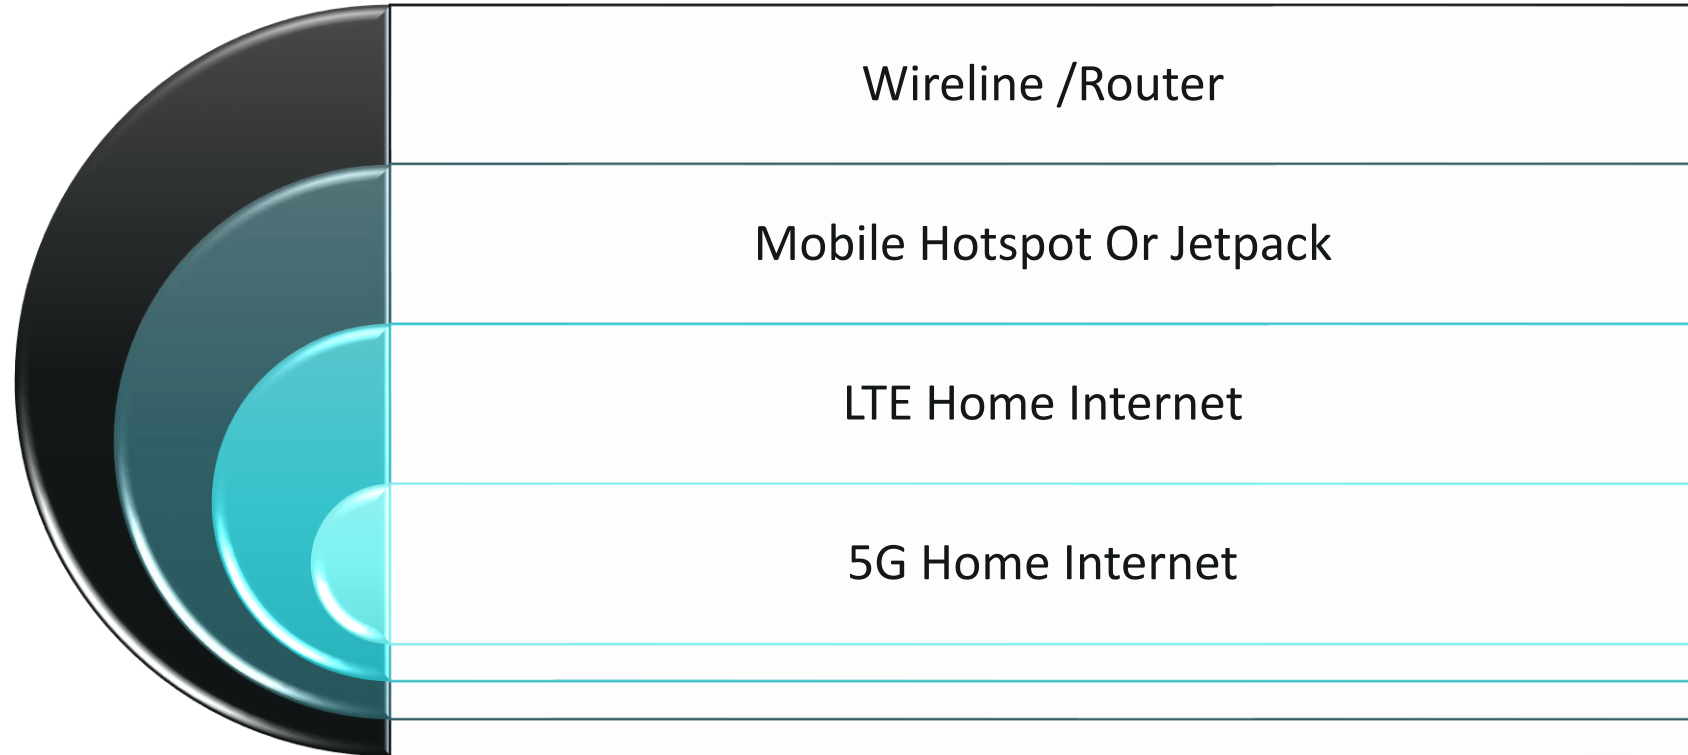 Wireline /Router
Mobile Hotspot Or Jetpack
LTE Home Internet
5G Home Internet